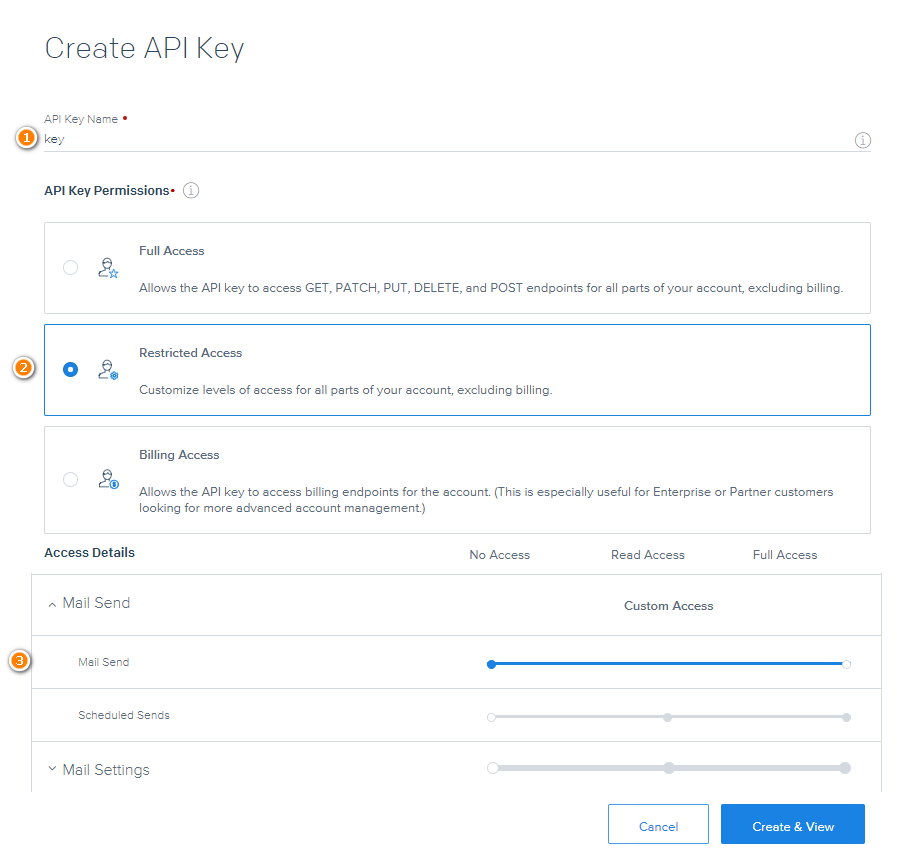 Create API Key
API Key Name •
1
key
API Key Permissions•
Full Access
Allows the API key to access GET, PATCH, PUT, DELETE, and POST endpoints for all parts of your account, excluding billing.
2
Restricted Access
Customize levels of access for all parts of your account, excluding billing.
Billing Access
Allows the API key to access billing endpoints for the account. (This is especially useful for Enterprise or Partner customers
looking for more advanced account management.)
Access Details No Access Read Access Full Access
Mail Send Custom Access
3 Mail Send
Scheduled Sends
Mail Settings
Cancel Create & View